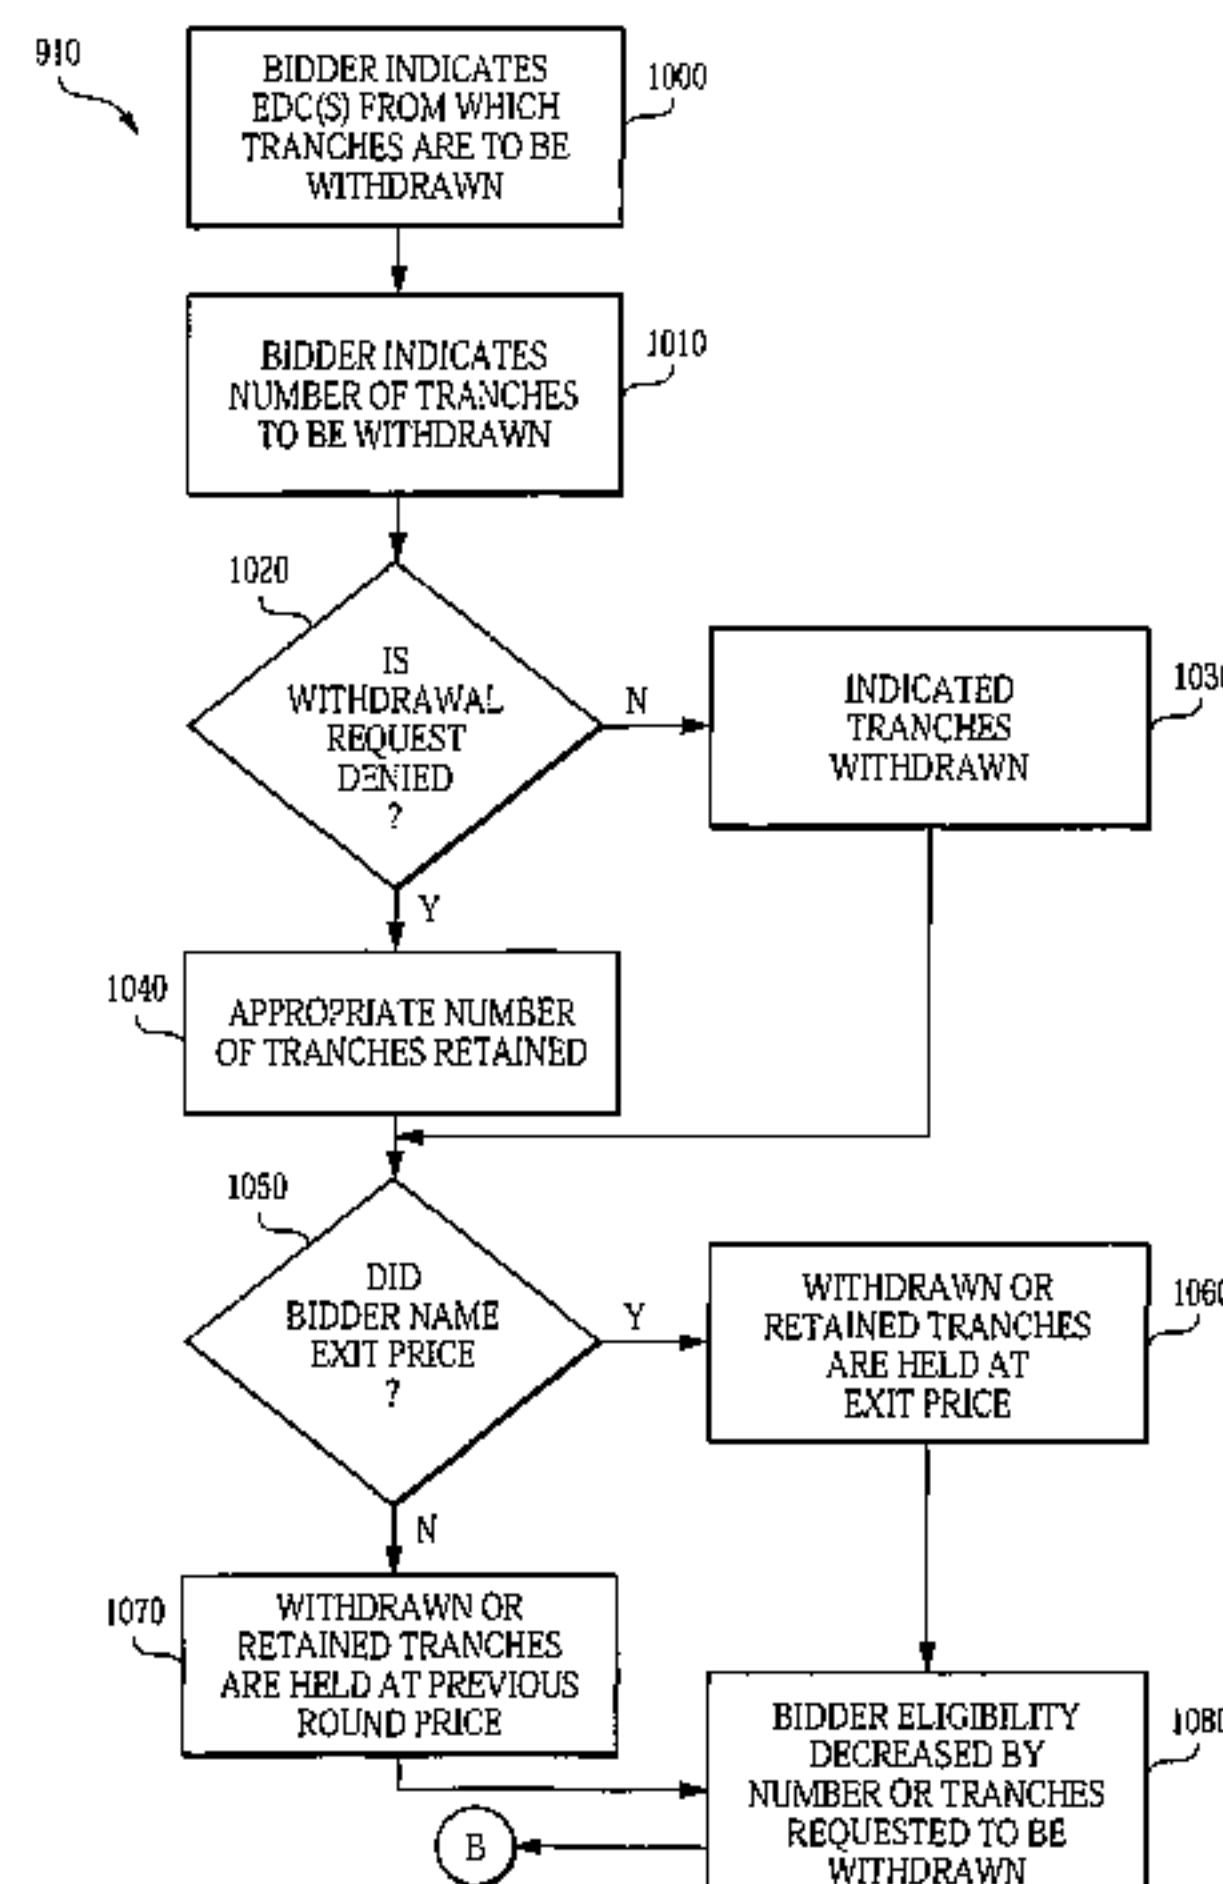 910
BIDDER INDICATES
EDC(S) FROM WHICH
TRANCHES ARE TO BE
WITHDRAWN
1000
BIDDER INDICATES
NUMBER OF TRANCHES
TO BE WITHDRAWN
1010
1020
IS
WITHDRAWAL
REQUEST
DENIED
?
N
INDICATED
TRANCHES
WITHDRAWN
1030
Y
1040
APPROPRIATE NUMBER
OF TRANCHES RETAINED
1050
DID
BIDDER NAME
EXIT PRICE
?
Y
WITHDRAWN OR
RETAINED TRANCHES
ARE HELD AT
EXIT PRICE
1060
N
1070
WITHDRAWN OR
RETAINED TRANCHES
ARE HELD AT PREVIOUS
ROUND PRICE
BIDDER ELIGIBILITY
DECREASED BY
NUMBER OR TRANCHES
REQUESTED TO BE
WITHDRAWN
1080
B